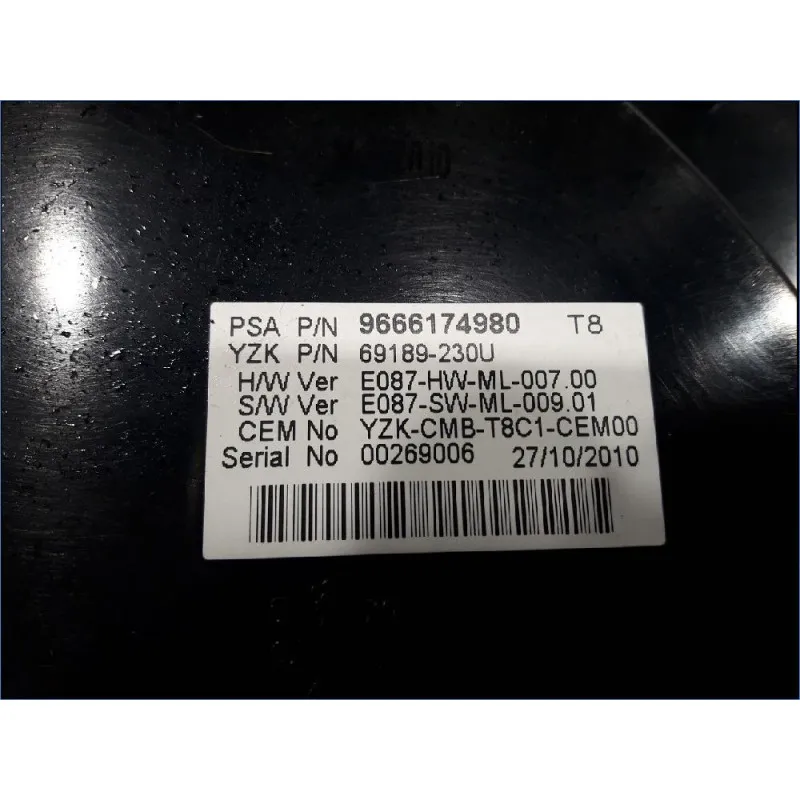 PSA P/N 9666174980 T8
YZK P/N 69189-230U
H/W Ver E087-HW-ML-007.00
S/W Ver E087-SW-ML-009.01
CEM No YZK-CMB-T8C1-CEM00
Serial No 00269006 27/10/2010